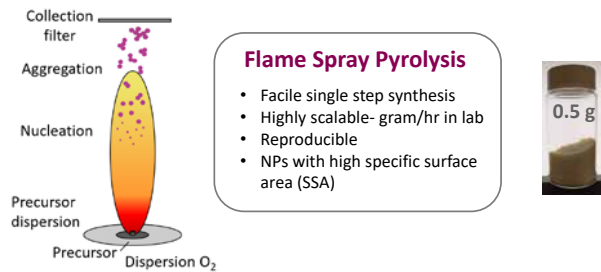 Collection
filter
Aggregation
Nucleation
Precursor
dispersion
Precursor
Dispersion O₂
Flame Spray Pyrolysis
• Facile single step synthesis
• Highly scalable- gram/hr in lab
• Reproducible
• NPs with high specific surface
area (SSA)
0.5 g